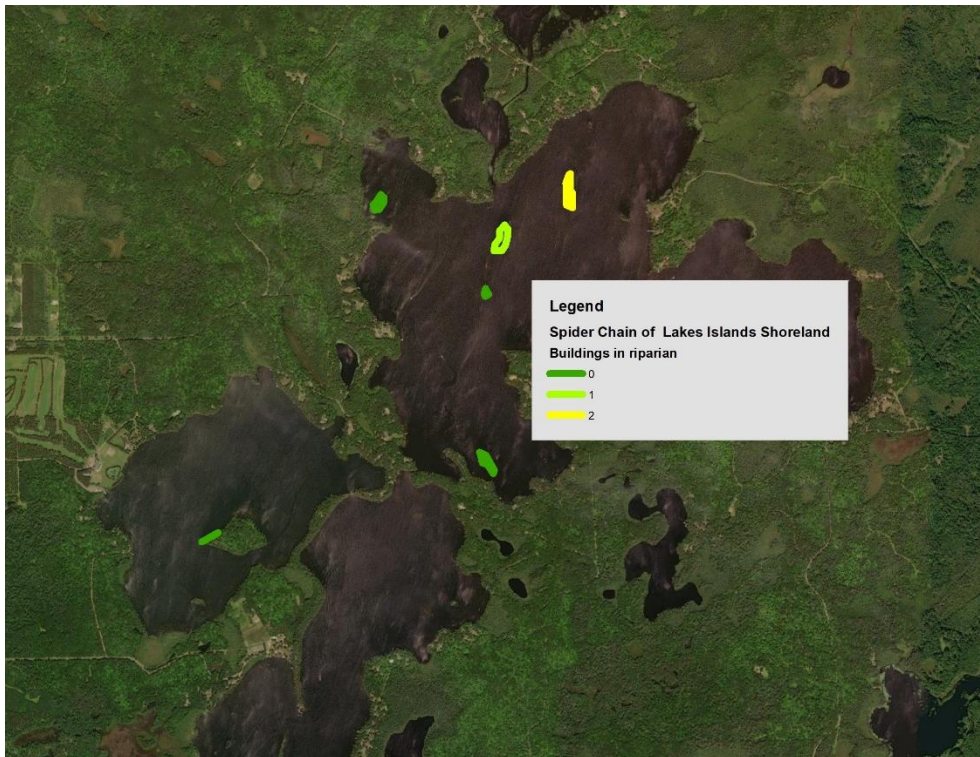 Legend
Spider Chain of Lakes Islands Shoreland
Buildings in riparian
0
1
2